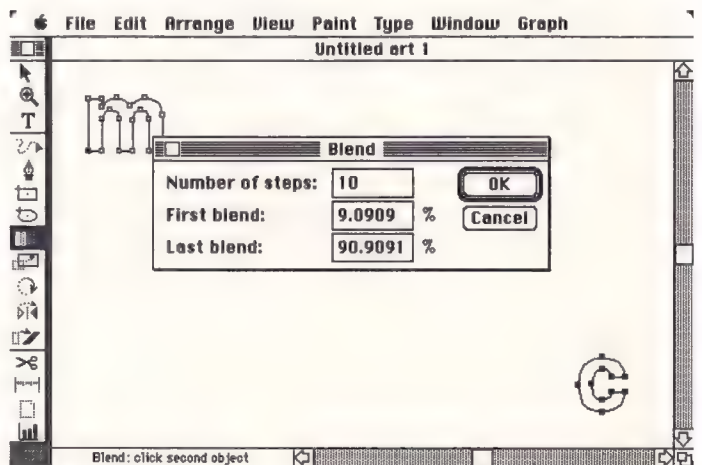 File Edit Arrange View Paint Type Window Graph
Untitled art 1
T
m
Blend
Number of steps: 10 OK
First blend: 9.0909 % Cancel
Last blend: 90.9091 %
C
Blend: click second object